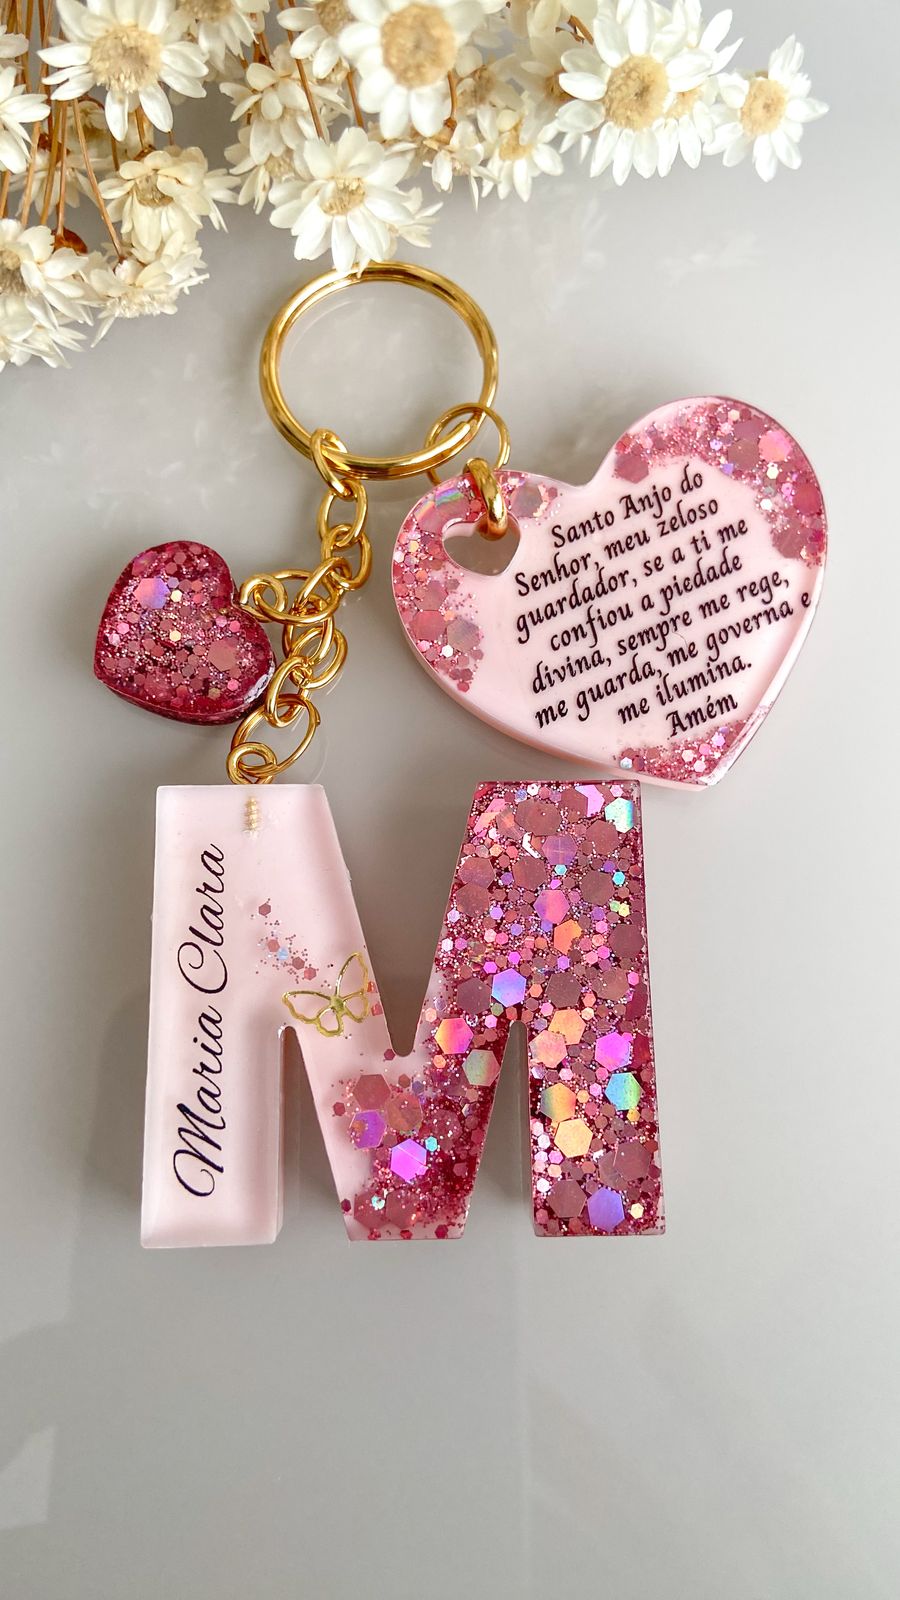 Santo Anjo do
Senhor, meu zeloso
guardador, se a ti me
confiou a piedade
divina, sempre me rege,
me guarda, me governa e
me ilumina.
Amém
Maria Clara
M